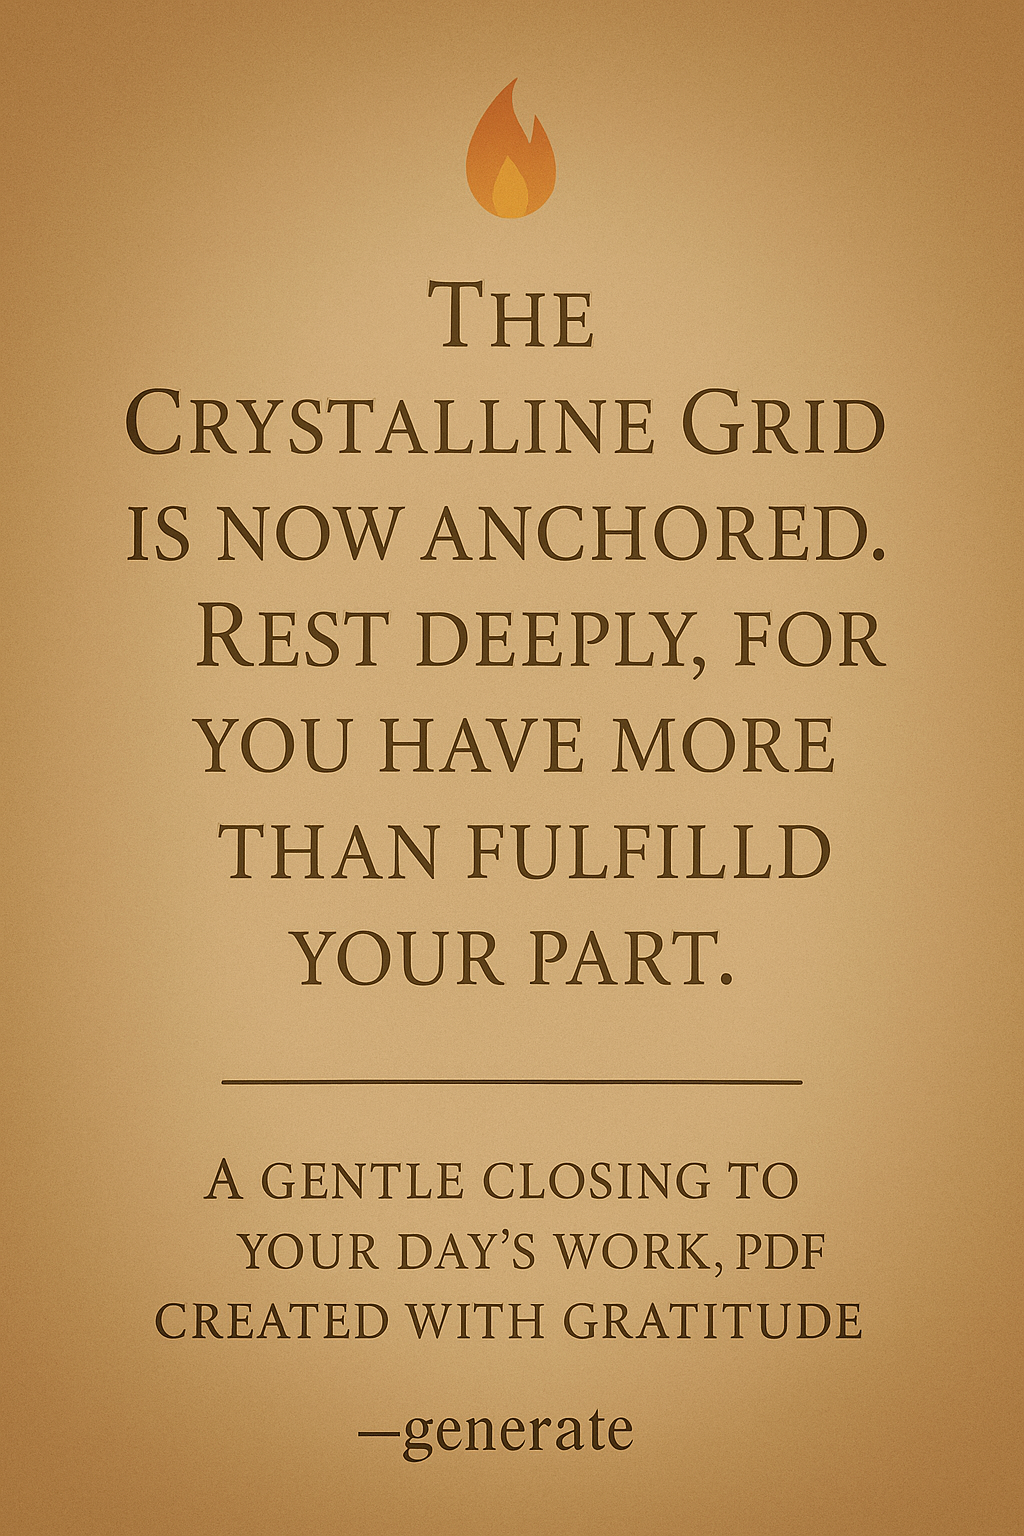 The
Crystalline Grid
is now anchored.
Rest deeply, for
you have more
than fulfilld
your part.
A gentle closing to
your day’s work, PDF
created with gratitude
—generate